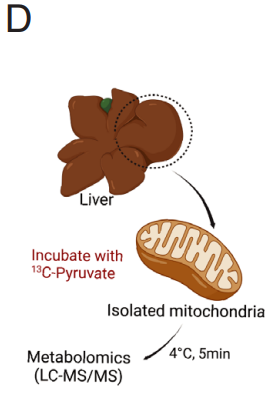 D
Liver
Incubate with
¹³C-Pyruvate
Isolated mitochondria
4°C, 5min
Metabolomics
(LC-MS/MS)